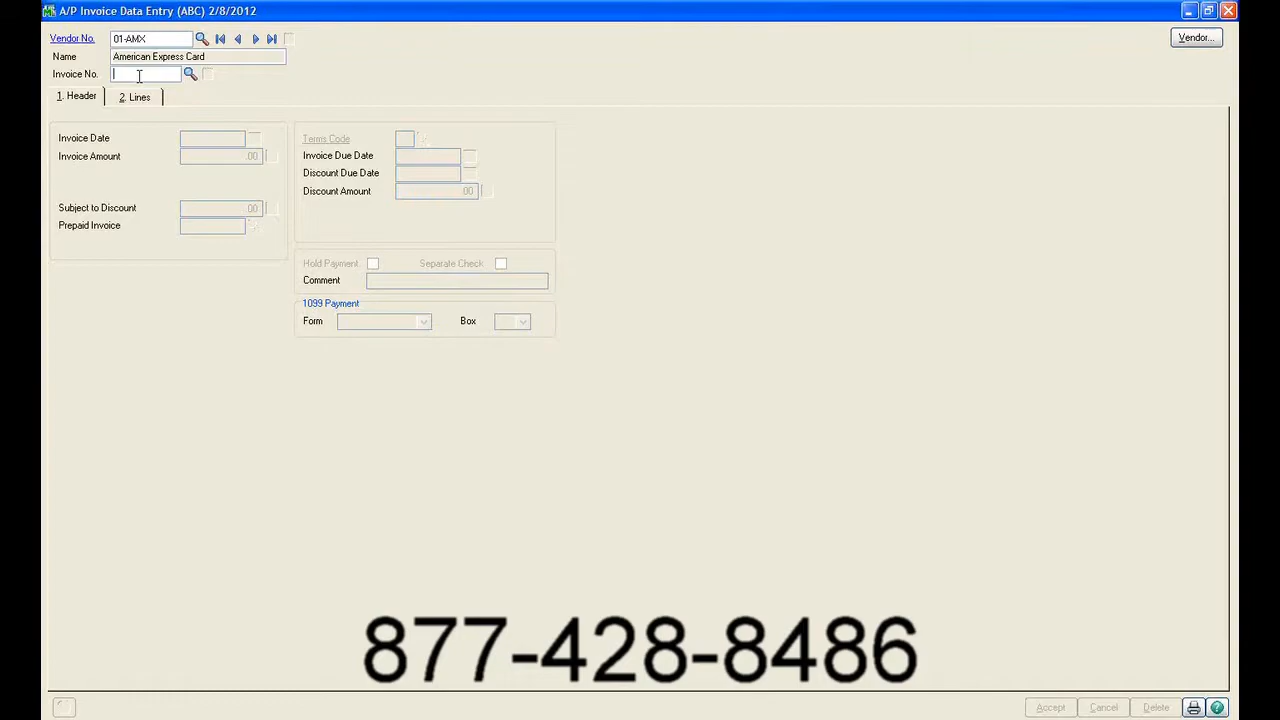 A/P Invoice Data Entry (ABC) 2/8/2012
Vendor No. 01-AMX Vendor...
Name American Express Card
Invoice No.
1. Header 2. Lines
Invoice Date Terms Code
Invoice Amount .00 Invoice Due Date
Discount Due Date
Discount Amount .00
Subject to Discount .00
Prepaid Invoice
Hold Payment Separate Check
Comment
1099 Payment
Form Box
877-428-8486
Accept Cancel Delete